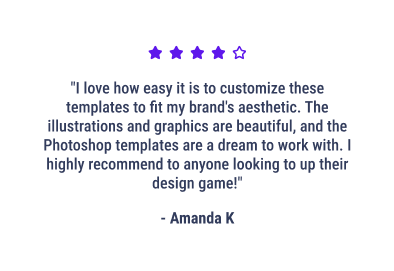 "I love how easy it is to customize these
templates to fit my brand's aesthetic. The
illustrations and graphics are beautiful, and the
Photoshop templates are a dream to work with. I
highly recommend to anyone looking to up their
design game!"
- Amanda K